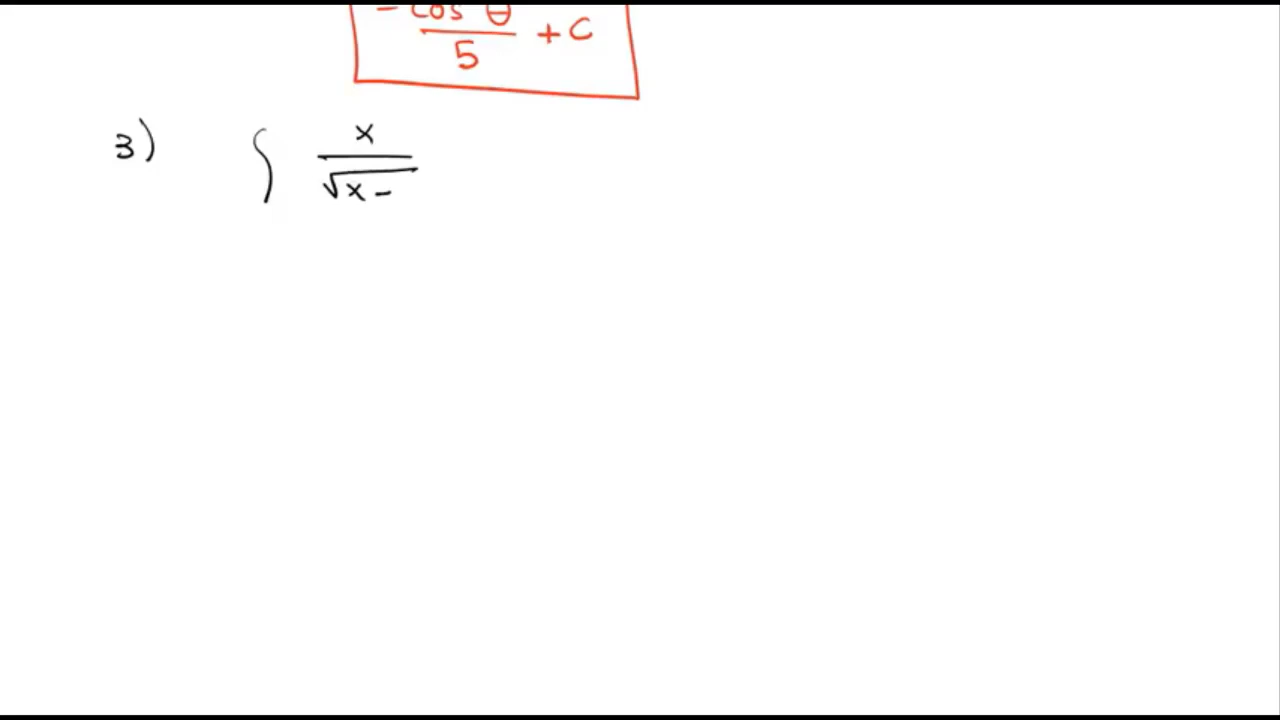 - cos θ / 5 + C
3) ∫ x / √x -